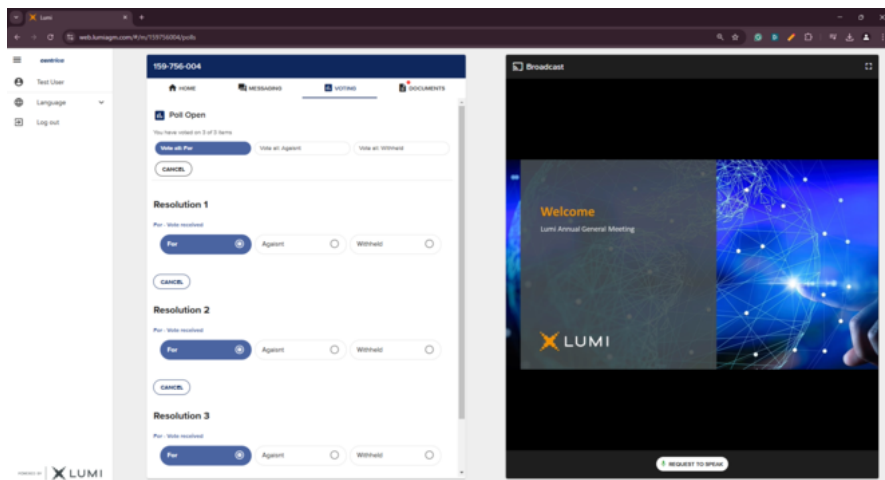 Lumi
web.lumiagm.com/#/m/159756004/polls
centrica
Test User
Language
Log out
159-756-004
HOME
MESSAGING
VOTING
DOCUMENTS
Poll Open
You have voted on 3 of 3 items
Vote all: For
Vote all: Against
Vote all: Withheld
CANCEL
Resolution 1
For - Vote received
For
Against
Withheld
CANCEL
Resolution 2
For - Vote received
For
Against
Withheld
CANCEL
Resolution 3
For - Vote received
For
Against
Withheld
POWERED BY
LUMI
Broadcast
Welcome
Lumi Annual General Meeting
LUMI
REQUEST TO SPEAK